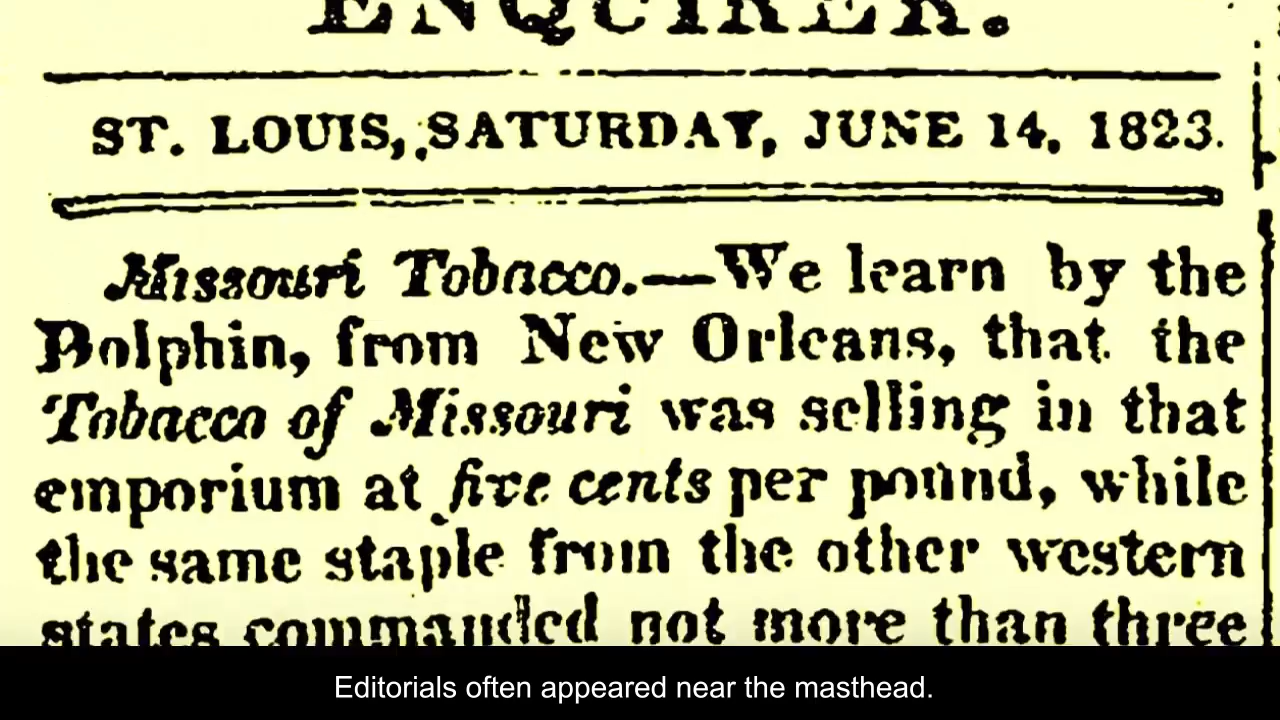 ENQUIRER.
ST. LOUIS, SATURDAY, JUNE 14, 1823.
Missouri Tobacco.—We learn by the
Dolphin, from New Orleans, that the
Tobacco of Missouri was selling in that
emporium at five cents per pound, while
the same staple from the other western
states commanded not more than three
Editorials often appeared near the masthead.